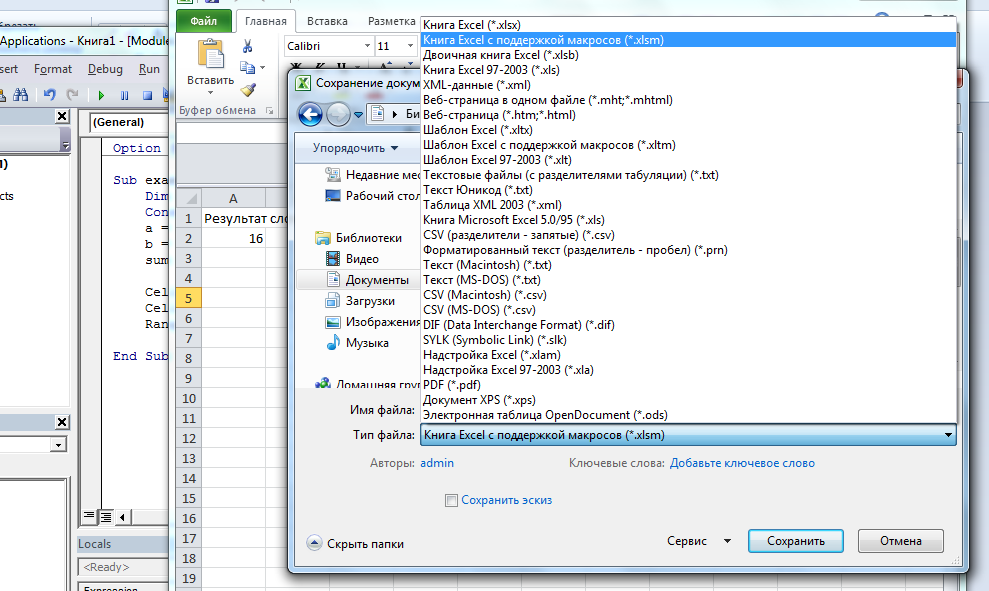 Applications - Книга1 - [Module
Format Debug Run
(General)
Option
Sub exa
Dim
Con
a =
b =
sum
Cel
Cel
Ran
End Sub
Locals
<Ready>
Expression
Файл Главная Вставка Разметка
Calibri 11
Вставить
Ж К Ч
Буфер обмена
A
1 Результат сло
2 16
3
4
5
6
7
8
9
10
11
12
13
14
15
16
17
18
19
Сохранение докум
Би
Упорядочить
Недавние мес
Рабочий стол
Библиотеки
Видео
Документы
Загрузки
Изображения
Музыка
Домашняя груп
Книга Excel (*.xlsx)
Книга Excel с поддержкой макросов (*.xlsm)
Двоичная книга Excel (*.xlsb)
Книга Excel 97-2003 (*.xls)
XML-данные (*.xml)
Веб-страница в одном файле (*.mht;*.mhtml)
Веб-страница (*.htm;*.html)
Шаблон Excel (*.xltx)
Шаблон Excel с поддержкой макросов (*.xltm)
Шаблон Excel 97-2003 (*.xlt)
Текстовые файлы (с разделителями табуляции) (*.txt)
Текст Юникод (*.txt)
Таблица XML 2003 (*.xml)
Книга Microsoft Excel 5.0/95 (*.xls)
CSV (разделители - запятые) (*.csv)
Форматированный текст (разделитель - пробел) (*.prn)
Текст (Macintosh) (*.txt)
Текст (MS-DOS) (*.txt)
CSV (Macintosh) (*.csv)
CSV (MS-DOS) (*.csv)
DIF (Data Interchange Format) (*.dif)
SYLK (Symbolic Link) (*.slk)
Надстройка Excel (*.xlam)
Надстройка Excel 97-2003 (*.xla)
PDF (*.pdf)
Документ XPS (*.xps)
Электронная таблица OpenDocument (*.ods)
Имя файла:
Тип файла: Книга Excel с поддержкой макросов (*.xlsm)
Авторы: admin Ключевые слова: Добавьте ключевое слово
Сохранить эскиз
Скрыть папки Сервис Сохранить Отмена